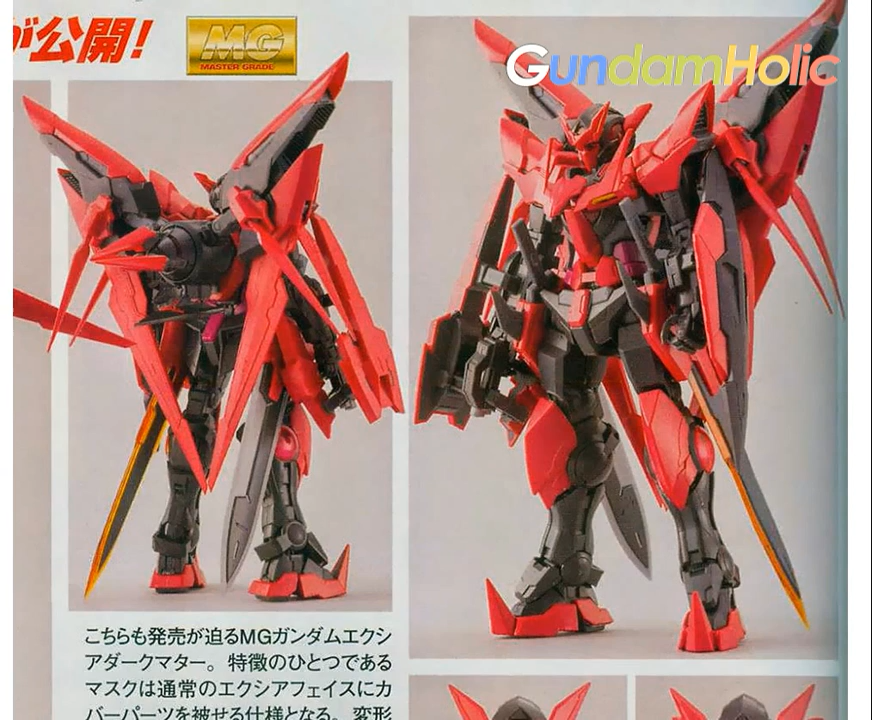 が公開!
MG
MASTER GRADE
GundamHolic
こちらも発売が迫るMGガンダムエクシ
アダークマター。特徴のひとつである
マスクは通常のエクシアフェイスにカ
バーパーツを被せる仕様となる。変形